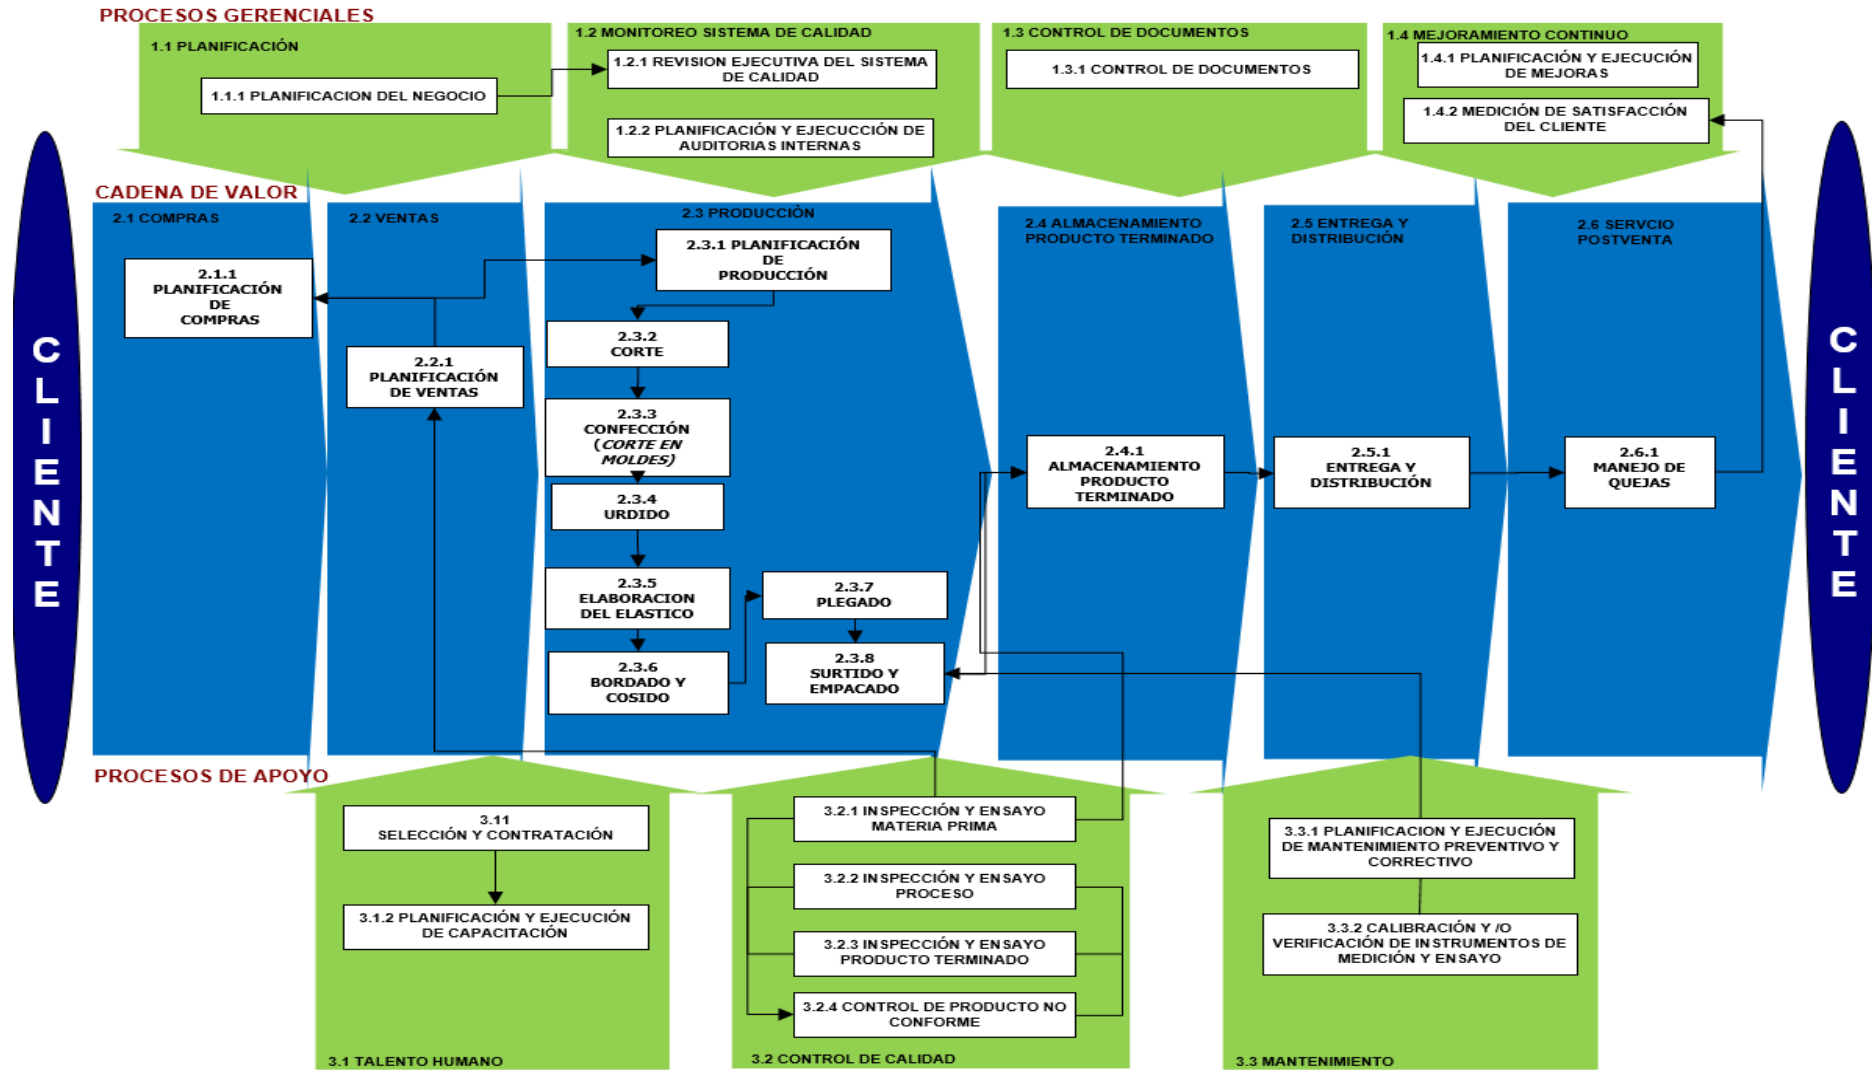 PROCESOS GERENCIALES
1.1 PLANIFICACIÓN
1.1.1 PLANIFICACION DEL NEGOCIO
1.2 MONITOREO SISTEMA DE CALIDAD
1.2.1 REVISION EJECUTIVA DEL SISTEMA
DE CALIDAD
1.2.2 PLANIFICACIÓN Y EJECUCCIÓN DE
AUDITORIAS INTERNAS
1.3 CONTROL DE DOCUMENTOS
1.3.1 CONTROL DE DOCUMENTOS
1.4 MEJORAMIENTO CONTINUO
1.4.1 PLANIFICACIÓN Y EJECUCIÓN
DE MEJORAS
1.4.2 MEDICIÓN DE SATISFACCIÓN
DEL CLIENTE
CLIENTE
CADENA DE VALOR
2.1 COMPRAS
2.1.1
PLANIFICACIÓN
DE
COMPRAS
2.2 VENTAS
2.2.1
PLANIFICACIÓN
DE VENTAS
2.3 PRODUCCIÓN
2.3.1 PLANIFICACIÓN
DE
PRODUCCIÓN
2.3.2
CORTE
2.3.3
CONFECCIÓN
(CORTE EN
MOLDES)
2.3.4
URDIDO
2.3.5
ELABORACION
DEL ELASTICO
2.3.6
BORDADO Y
COSIDO
2.3.7
PLEGADO
2.3.8
SURTIDO Y
EMPACADO
2.4 ALMACENAMIENTO
PRODUCTO TERMINADO
2.4.1
ALMACENAMIENTO
PRODUCTO
TERMINADO
2.5 ENTREGA Y
DISTRIBUCIÓN
2.5.1
ENTREGA Y
DISTRIBUCIÓN
2.6 SERVCIO
POSTVENTA
2.6.1
MANEJO DE
QUEJAS
CLIENTE
PROCESOS DE APOYO
3.11
SELECCIÓN Y CONTRATACIÓN
3.1.2 PLANIFICACIÓN Y EJECUCIÓN
DE CAPACITACIÓN
3.1 TALENTO HUMANO
3.2.1 INSPECCIÓN Y ENSAYO
MATERIA PRIMA
3.2.2 INSPECCIÓN Y ENSAYO
PROCESO
3.2.3 INSPECCIÓN Y ENSAYO
PRODUCTO TERMINADO
3.2.4 CONTROL DE PRODUCTO NO
CONFORME
3.2 CONTROL DE CALIDAD
3.3.1 PLANIFICACION Y EJECUCIÓN
DE MANTENIMIENTO PREVENTIVO Y
CORRECTIVO
3.3.2 CALIBRACIÓN Y /O
VERIFICACIÓN DE INSTRUMENTOS DE
MEDICIÓN Y ENSAYO
3.3 MANTENIMIENTO